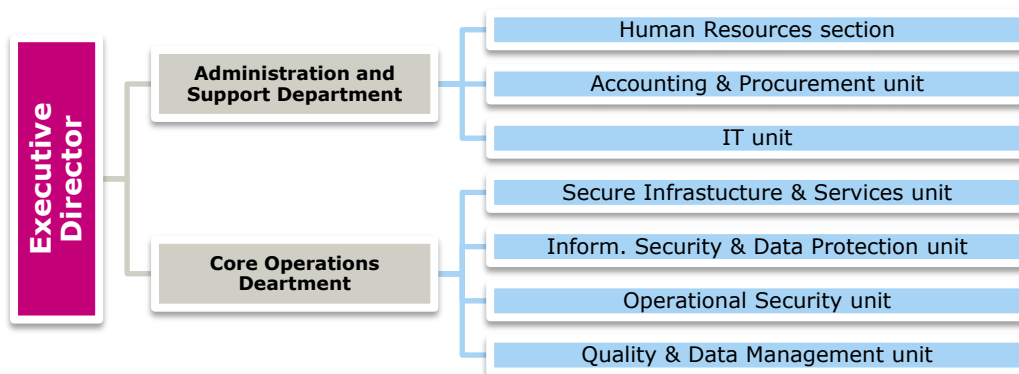 Executive
Director
Administration and
Support Department
Human Resources section
Accounting & Procurement unit
IT unit
Core Operations
Deartment
Secure Infrastucture & Services unit
Inform. Security & Data Protection unit
Operational Security unit
Quality & Data Management unit